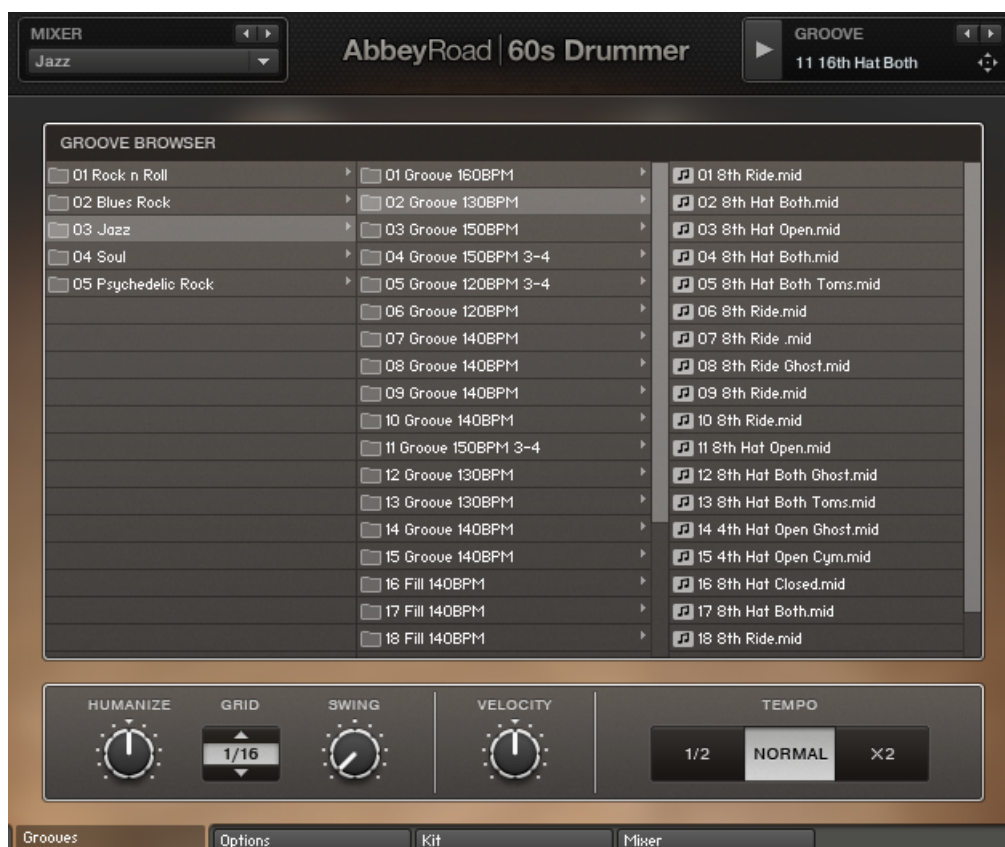 MIXER
Jazz
AbbeyRoad | 60s Drummer
GROOVE
11 16th Hat Both
GROOVE BROWSER
01 Rock n Roll
02 Blues Rock
03 Jazz
04 Soul
05 Psychedelic Rock
01 Groove 160BPM
02 Groove 130BPM
03 Groove 150BPM
04 Groove 150BPM 3-4
05 Groove 120BPM 3-4
06 Groove 120BPM
07 Groove 140BPM
08 Groove 140BPM
09 Groove 140BPM
10 Groove 140BPM
11 Groove 150BPM 3-4
12 Groove 130BPM
13 Groove 130BPM
14 Groove 140BPM
15 Groove 140BPM
16 Fill 140BPM
17 Fill 140BPM
18 Fill 140BPM
01 8th Ride.mid
02 8th Hat Both.mid
03 8th Hat Open.mid
04 8th Hat Both.mid
05 8th Hat Both Toms.mid
06 8th Ride.mid
07 8th Ride .mid
08 8th Ride Ghost.mid
09 8th Ride.mid
10 8th Ride.mid
11 8th Hat Open.mid
12 8th Hat Both Ghost.mid
13 8th Hat Both Toms.mid
14 4th Hat Open Ghost.mid
15 4th Hat Open Cym.mid
16 8th Hat Closed.mid
17 8th Hat Both.mid
18 8th Ride.mid
HUMANIZE
GRID
1/16
SWING
VELOCITY
TEMPO
1/2
NORMAL
X2
Grooves
Options
Kit
Mixer